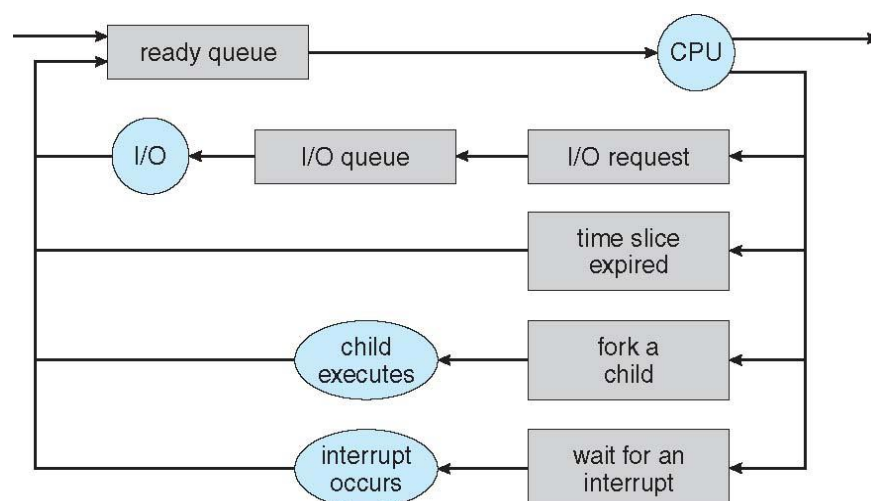 ready queue
CPU
I/O
I/O queue
I/O request
time slice
expired
child
executes
fork a
child
interrupt
occurs
wait for an
interrupt